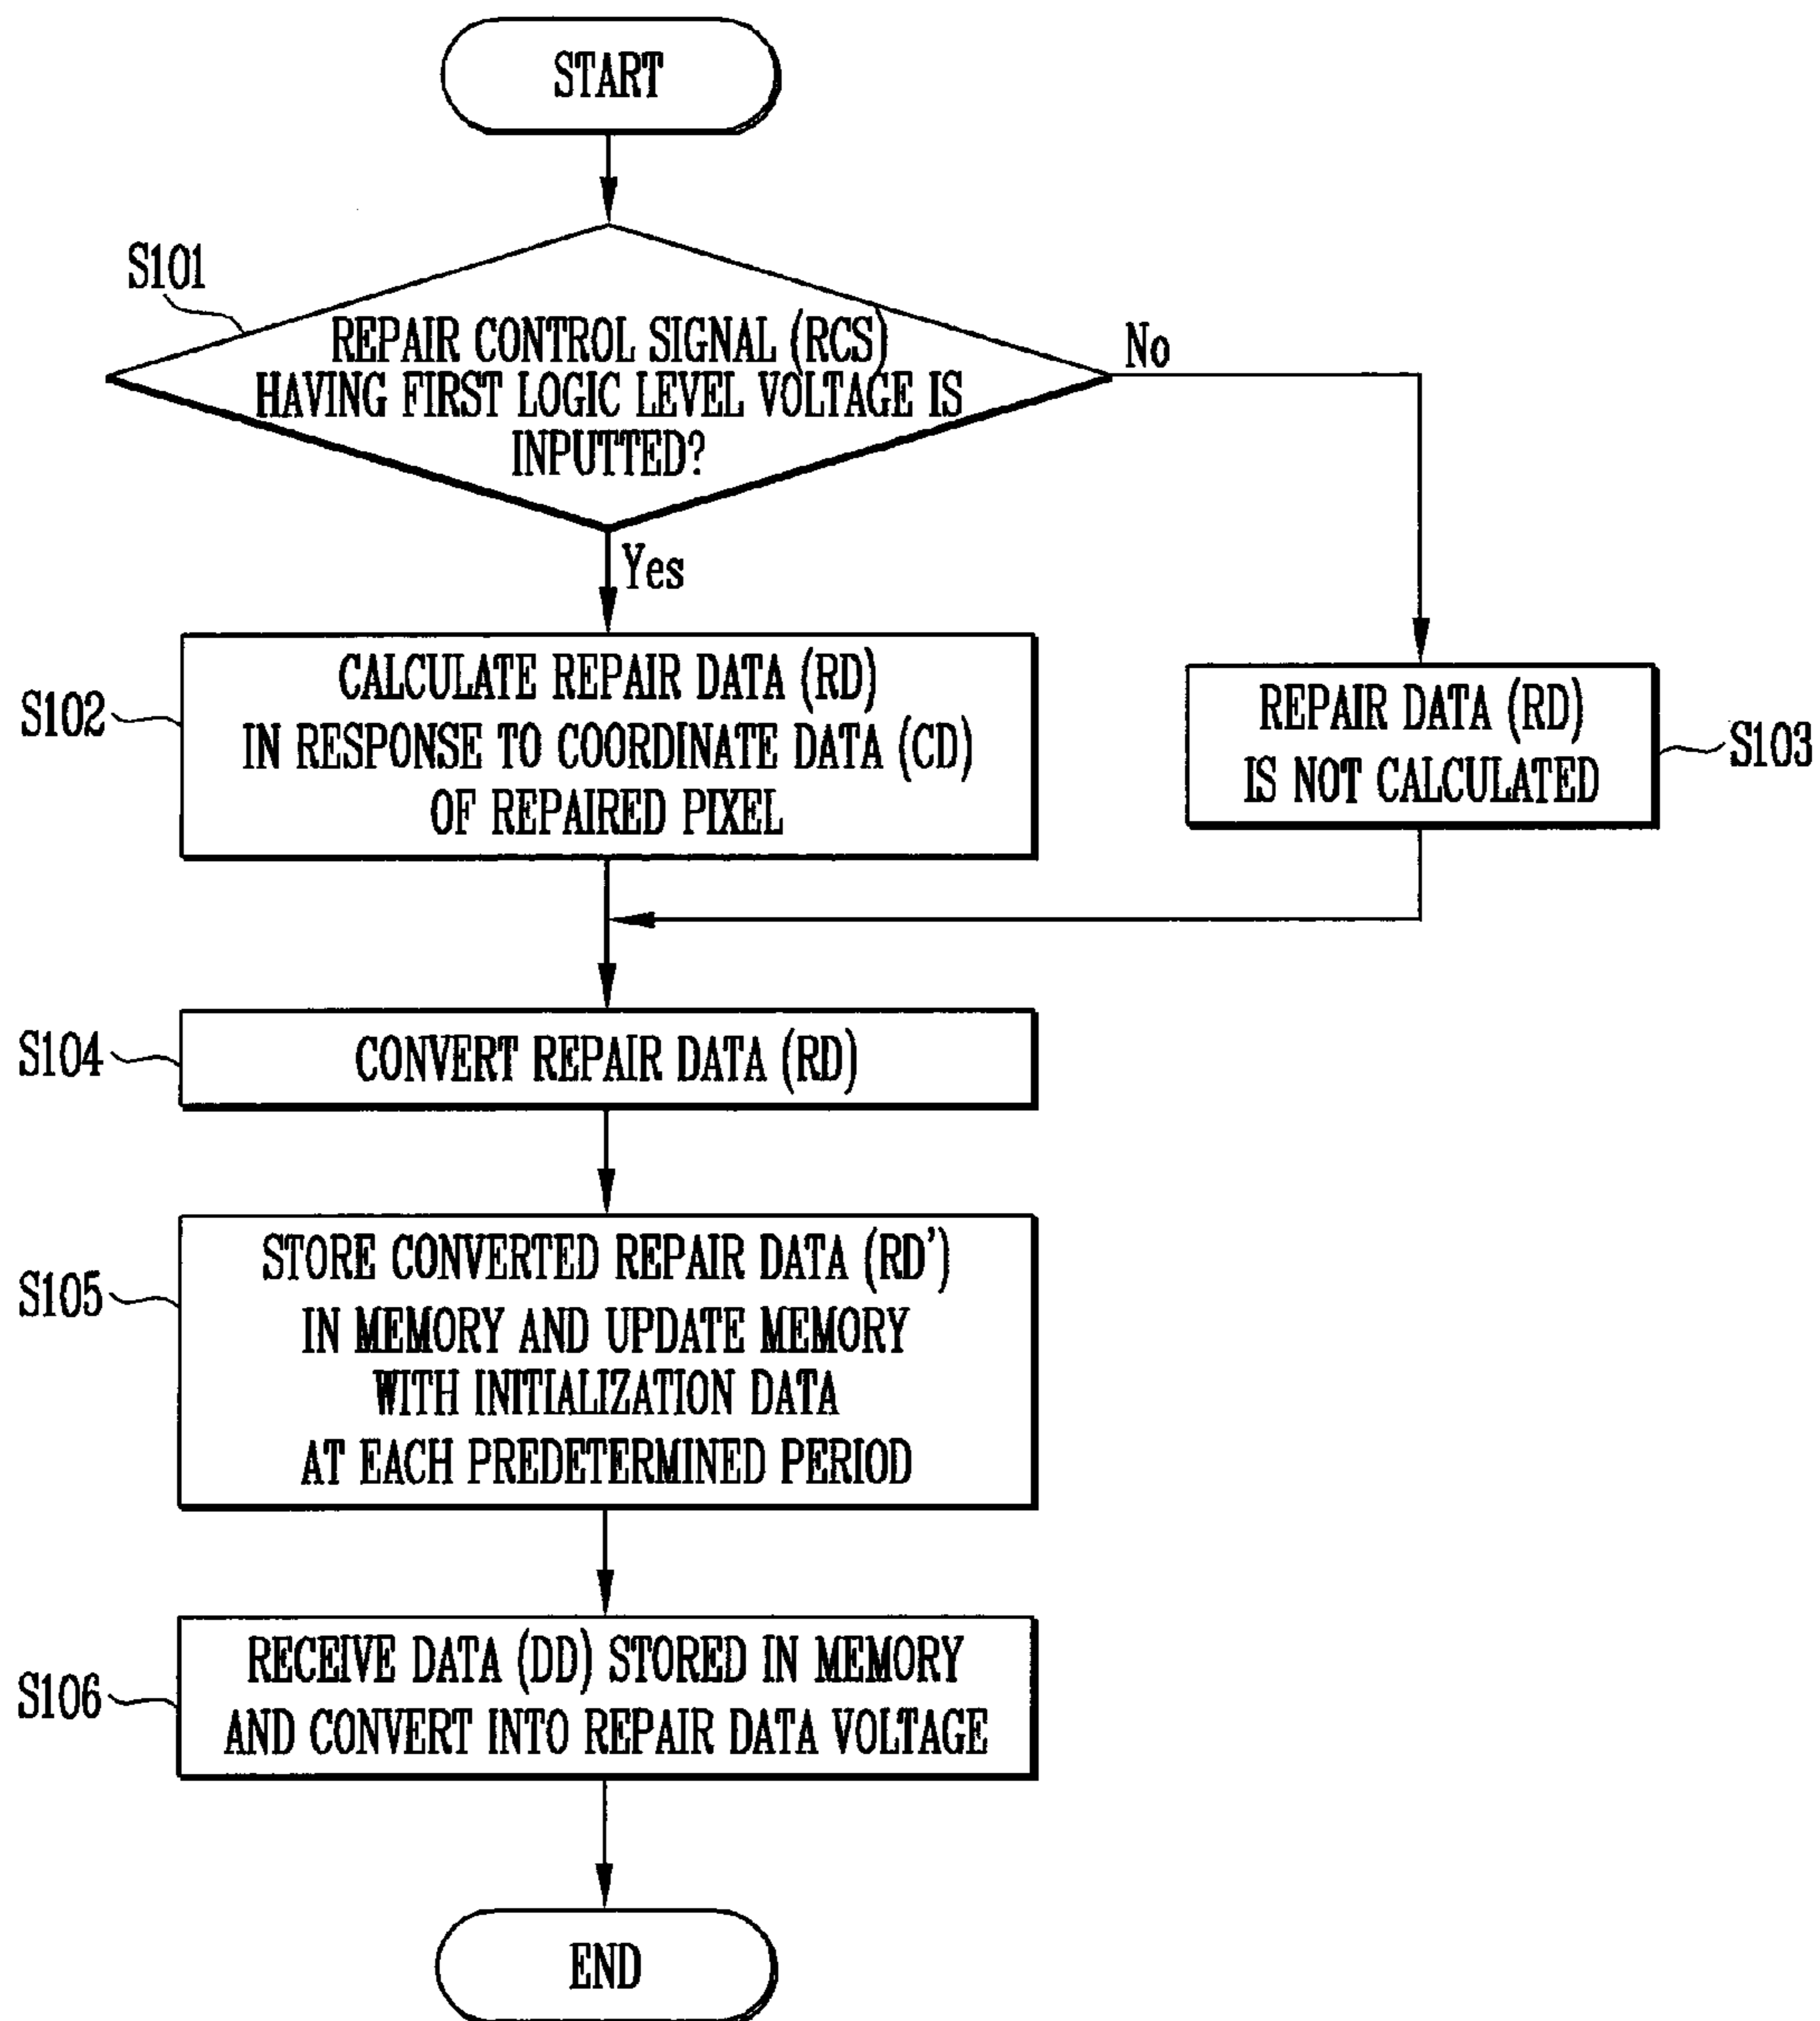 START
S101
REPAIR CONTROL SIGNAL (RCS)
HAVING FIRST LOGIC LEVEL VOLTAGE IS
INPUTTED?
No
Yes
S102
CALCULATE REPAIR DATA (RD)
IN RESPONSE TO COORDINATE DATA (CD)
OF REPAIRED PIXEL
REPAIR DATA (RD)
IS NOT CALCULATED
S103
S104
CONVERT REPAIR DATA (RD)
S105
STORE CONVERTED REPAIR DATA (RD')
IN MEMORY AND UPDATE MEMORY
WITH INITIALIZATION DATA
AT EACH PREDETERMINED PERIOD
S106
RECEIVE DATA (DD) STORED IN MEMORY
AND CONVERT INTO REPAIR DATA VOLTAGE
END